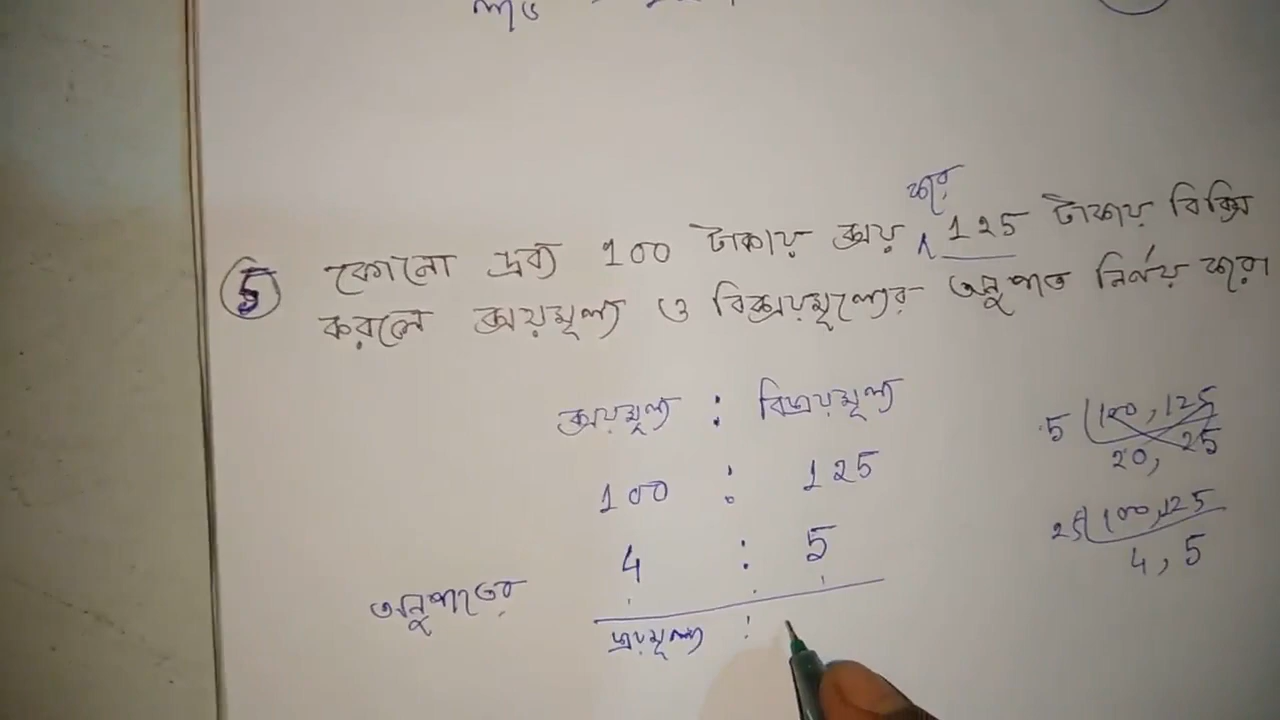 লাভ
5 কোনো দ্রব্য 100 টাকায় ক্রয় করে 125 টাকায় বিক্রি
করলে ক্রয়মূল্য ও বিক্রয়মূল্যের অনুপাত নির্ণয় করো।
ক্রয়মূল্য : বিক্রয়মূল্য
5 100, 125
20, 25
100 : 125
25 100, 125
4 : 5
4, 5
অনুপাতের
ক্রয়মূল্য :